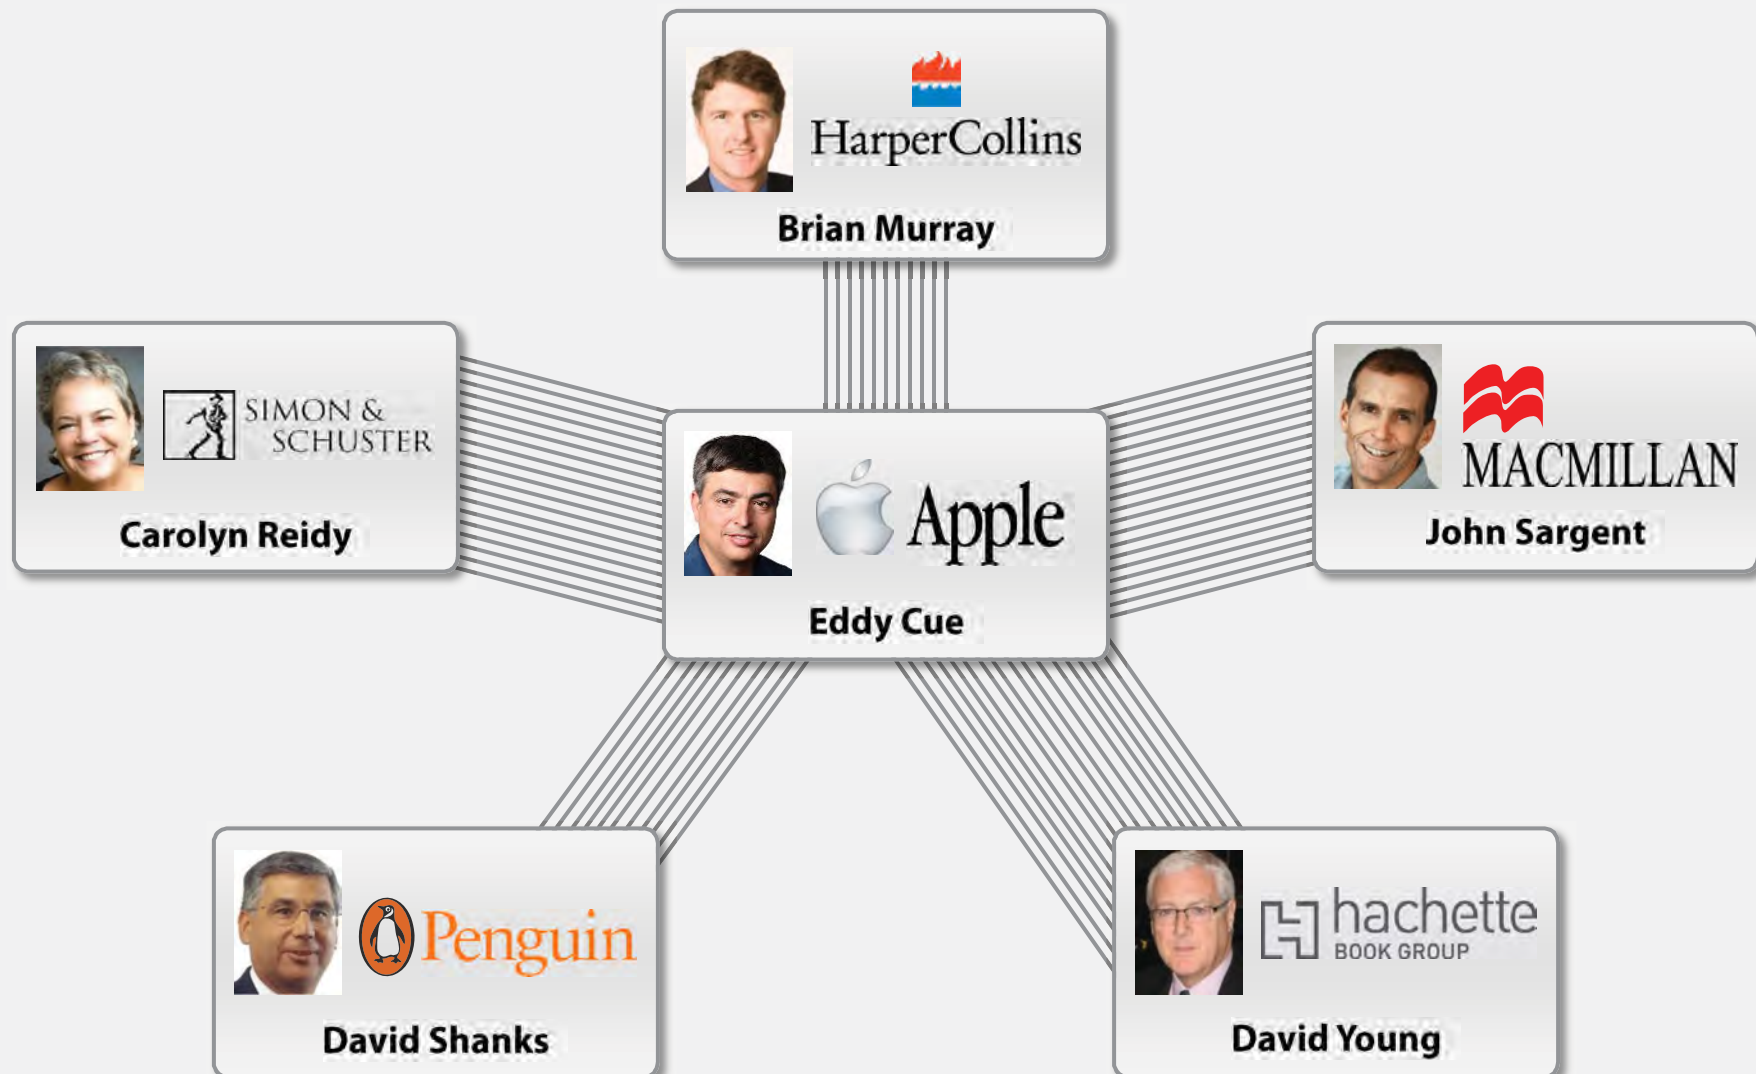 HarperCollins
Brian Murray
SIMON &
SCHUSTER
Carolyn Reidy
Apple
Eddy Cue
MACMILLAN
John Sargent
Penguin
David Shanks
hachette
BOOK GROUP
David Young